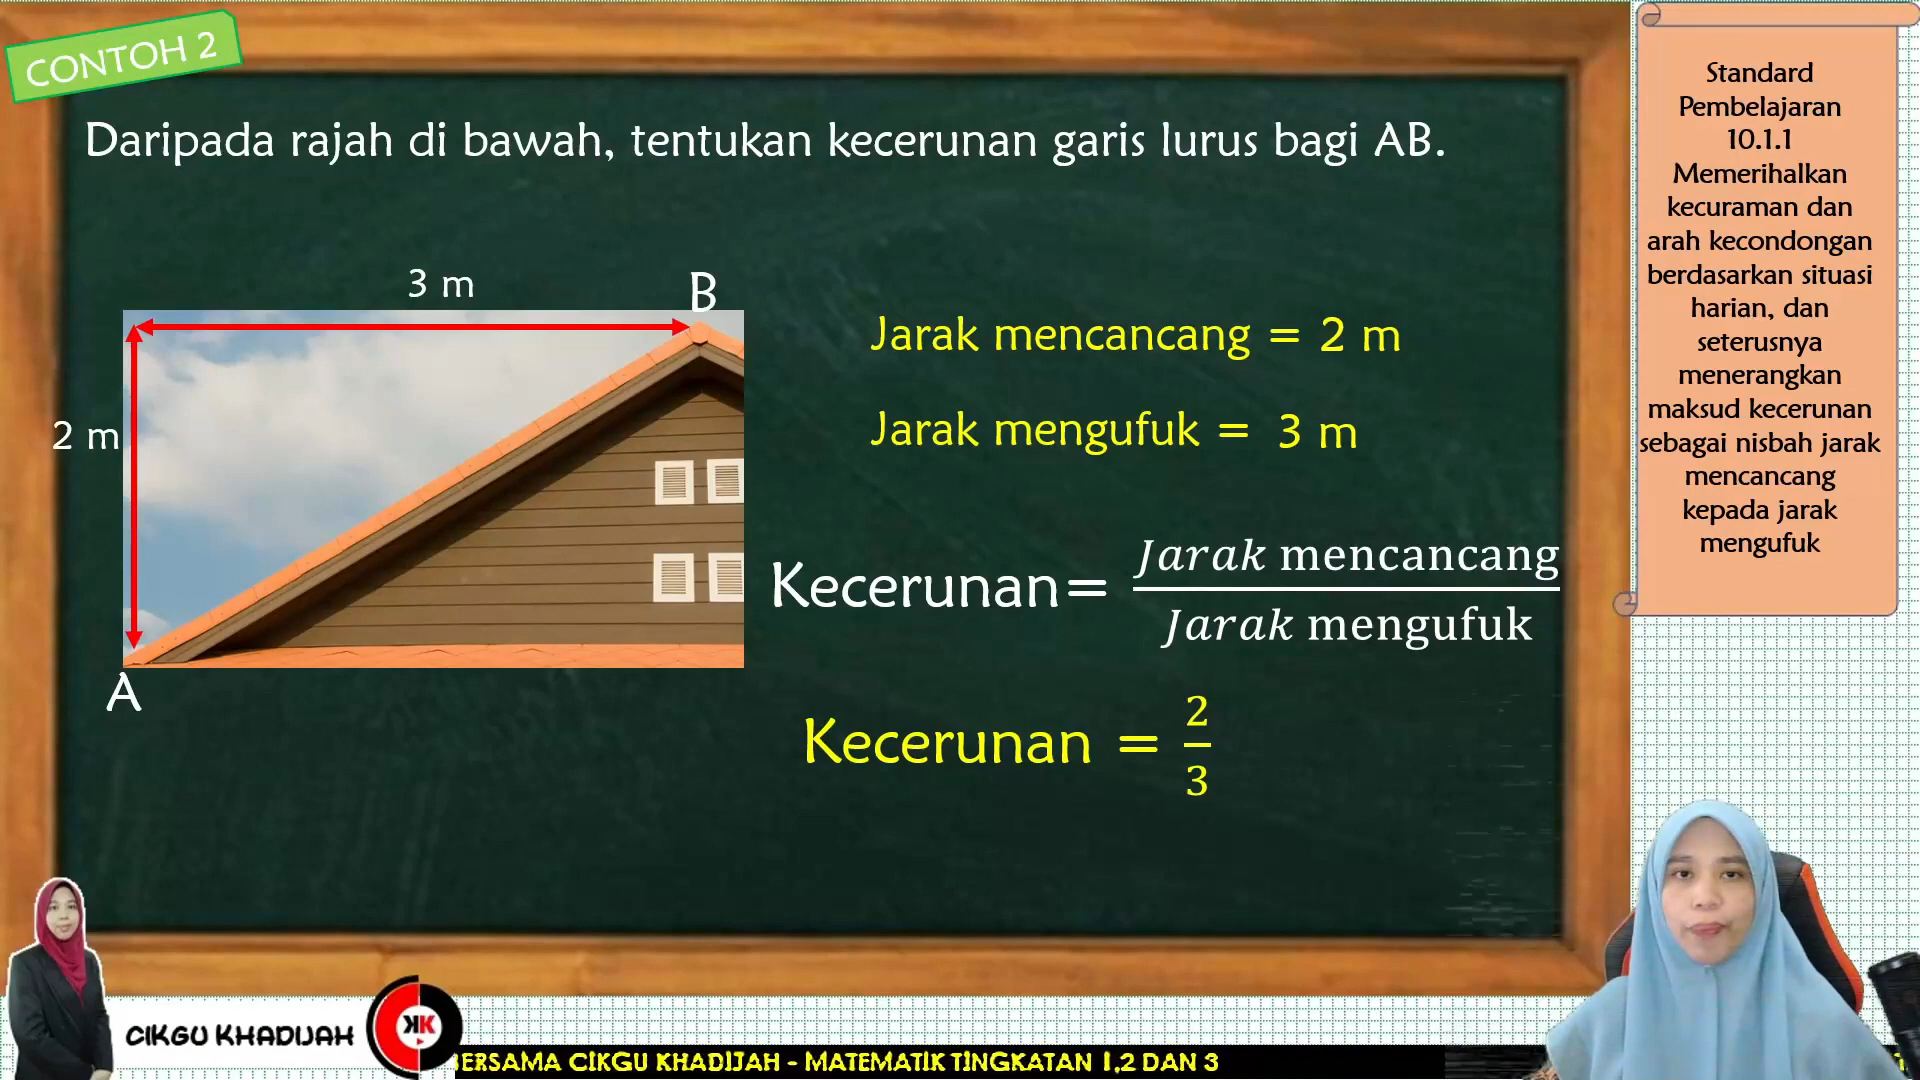 CONTOH 2
Daripada rajah di bawah, tentukan kecerunan garis lurus bagi AB.
3 m
B
2 m
A
Jarak mencancang = 2 m
Jarak mengufuk = 3 m
Kecerunan= Jarak mencancang
Jarak mengufuk
Kecerunan = 2
3
Standard
Pembelajaran
10.1.1
Memerihalkan
kecuraman dan
arah kecondongan
berdasarkan situasi
harian, dan
seterusnya
menerangkan
maksud kecerunan
sebagai nisbah jarak
mencancang
kepada jarak
mengufuk
CIKGU KHADIJAH
KK
BERSAMA CIKGU KHADIJAH - MATEMATIK TINGKATAN 1,2 DAN 3